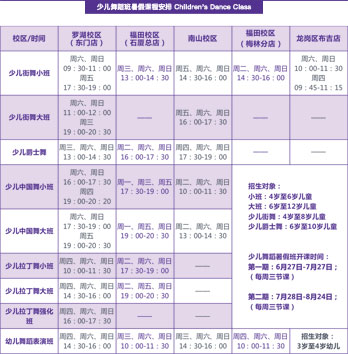 少儿舞蹈班暑假课程安排 Children's Dance Class
校区/时间
罗湖校区
（东门店）
福田校区
（石厦总店）
南山校区
福田校区
（梅林分店）
龙岗区布吉店
少儿街舞小班
周六、周日
09：30-11：00
周五
17：30-19：00
周三、周六、周日
13：00-14：30
周五、周六、周日
14：30-16：00
周二、周六、周日
14：30-16：00
周六、周日
10：00-11：30
周四
09：45-11：15
少儿街舞大班
周六、周日
11：00-12：00
周三
19：00-20：30
——
周五、周日
16：00-17：30
——
——
少儿爵士舞
周三、周六、周日
13：00-14：30
周二、周六、周日
16：00-17：30
周四、周六、周日
17：30-19：00
——
——
少儿中国舞小班
周六、周日
16：00-17：30
周四
19：00-20：20
周一、周三、周五
17：30-19：00
周二、周六、周日
10：00-11：30
少儿中国舞大班
周六、周日
17：30-19：00
周五
19：00-20：30
周一、周五、周日
19：00-20：30
周二、周六、周日
13：00-14：30
少儿拉丁舞小班
周四、周六、周日
10：00-11：30
周二、周六、周日
17：30-19：00
——
少儿拉丁舞大班
周六、周日
14：30-16：00
周二、周五、周日
19：00-20：30
——
少儿拉丁舞强化班
周四、周六、周日
16：00-17：30
——
招生对象：
小班：4岁至6岁儿童
大班：6岁至12岁儿童
少儿街舞：4岁至8岁儿童
少儿爵士舞：6岁至10岁儿童
少儿舞蹈暑假班开课时间：
第一期：6月27日-7月27日；
（每周三节课）
第二期：7月28日-8月24日；
（每周三节课）
幼儿舞蹈表演班
周四、周六、周日
14：30-16：00
周三、周六、周日
10：00-11：30
周三、周六、周日
14：30-16：00
周四、周六、周日
10：00-11：30
招生对象：
3岁至4岁幼儿